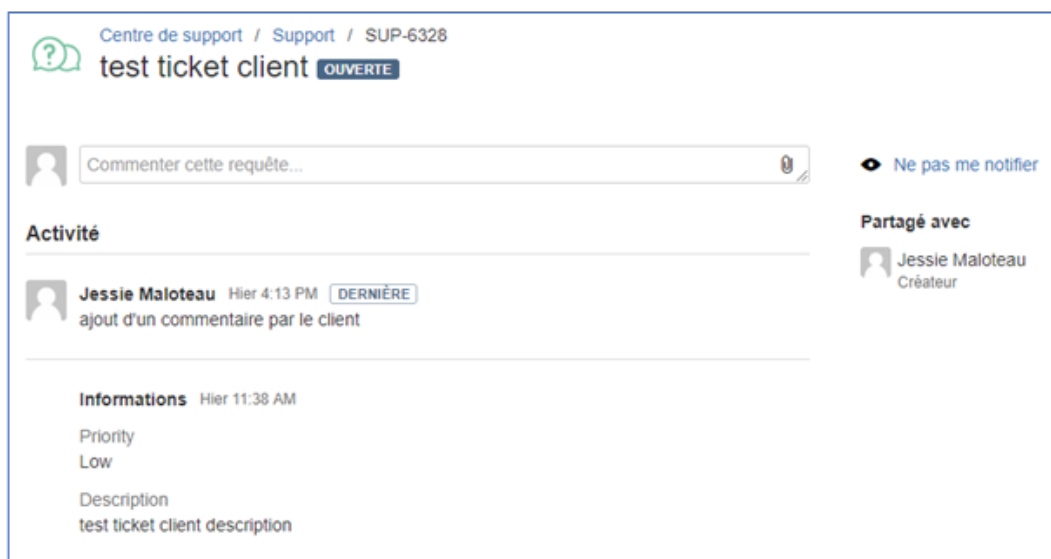 Centre de support / Support / SUP-6328
test ticket client OUVERTE
Commenter cette requête...
Ne pas me notifier
Activité
Partagé avec
Jessie Maloteau
Créateur
Jessie Maloteau Hier 4:13 PM DERNIÈRE
ajout d'un commentaire par le client
Informations Hier 11:38 AM
Priority
Low
Description
test ticket client description